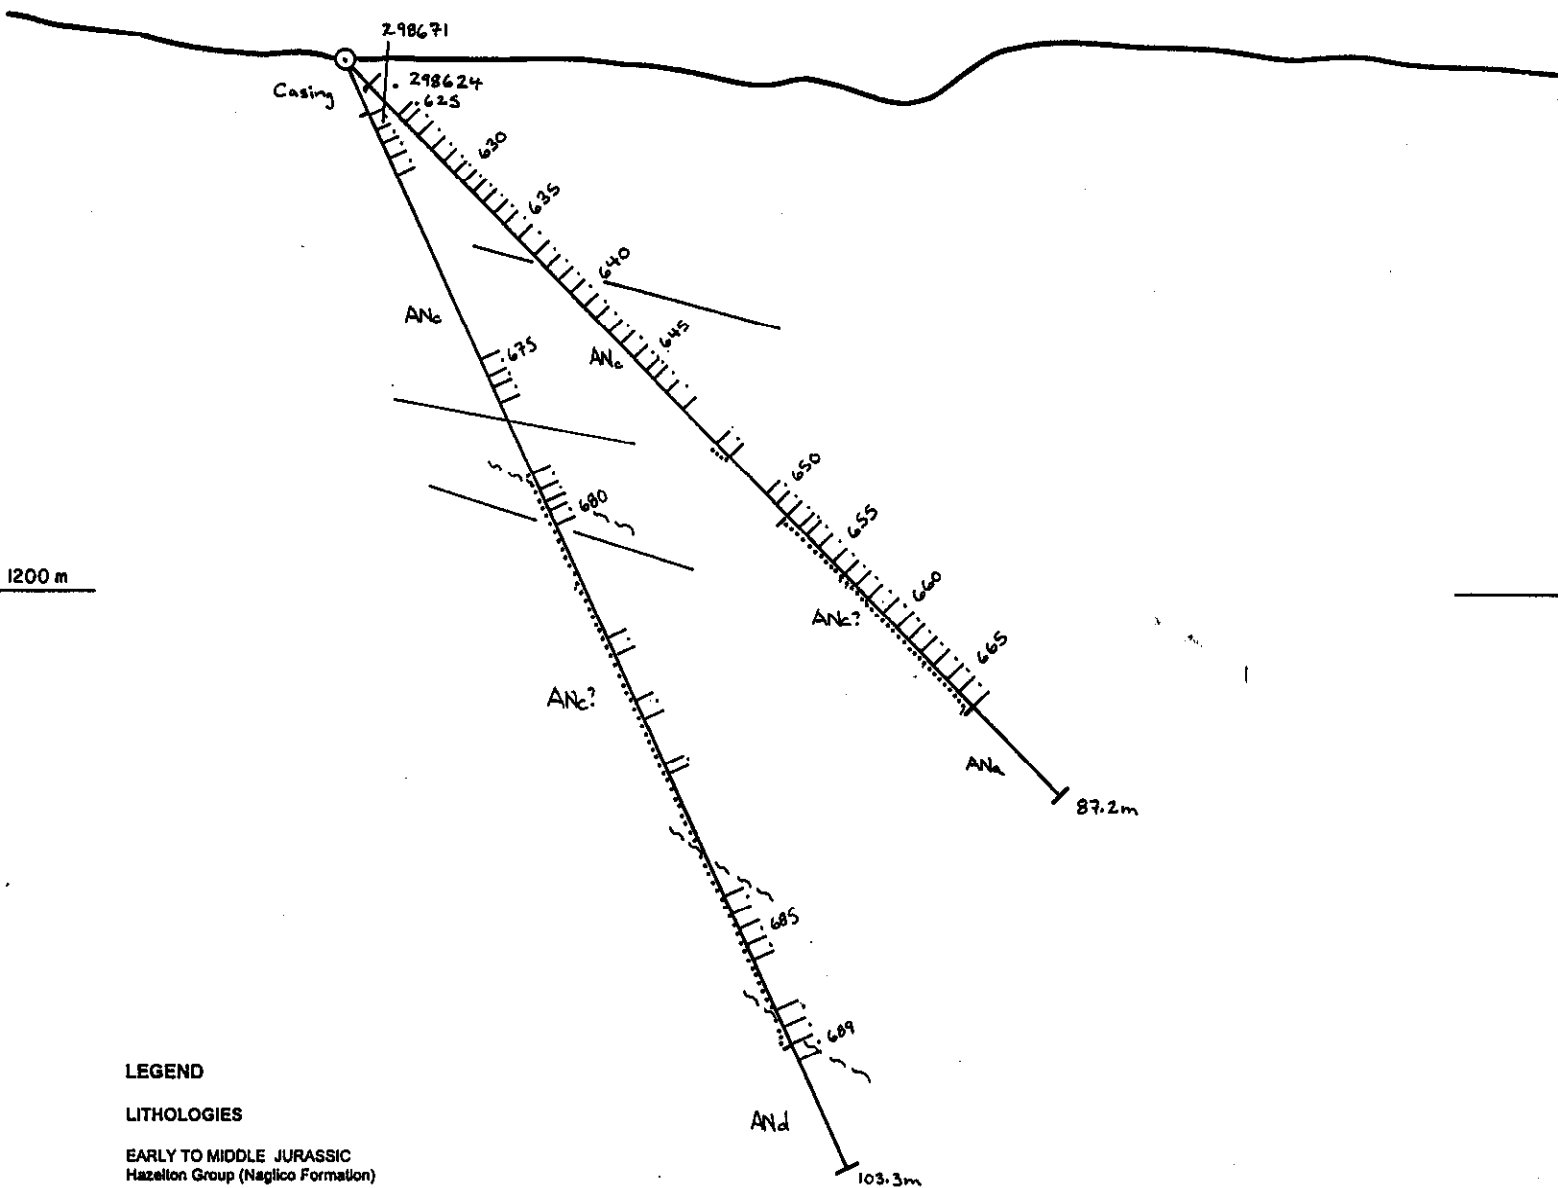 298671
Casing
298624
625
630
635
640
ANc
675
645
ANc
680
650
655
1200 m
660
ANc?
665
ANc?
ANa
87.2m
685
689
LEGEND
LITHOLOGIES
ANd
EARLY TO MIDDLE JURASSIC
Hazelton Group (Naglico Formation)
103.3m